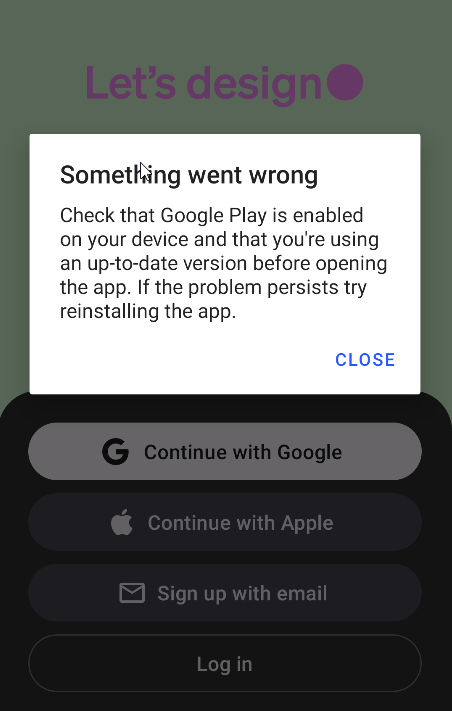 Let's design
Something went wrong
Check that Google Play is enabled
on your device and that you're using
an up-to-date version before opening
the app. If the problem persists try
reinstalling the app.
CLOSE
Continue with Google
Continue with Apple
Sign up with email
Log in